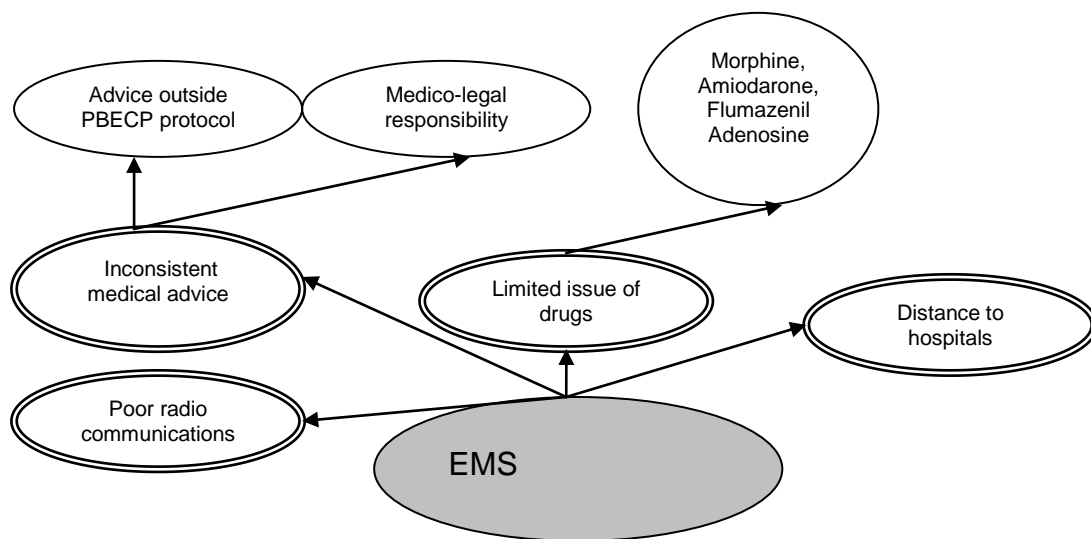 Advice outside
PBECP protocol
Medico-legal
responsibility
Morphine,
Amiodarone,
Flumazenil
Adenosine
Inconsistent
medical advice
Limited issue of
drugs
Distance to
hospitals
Poor radio
communications
EMS